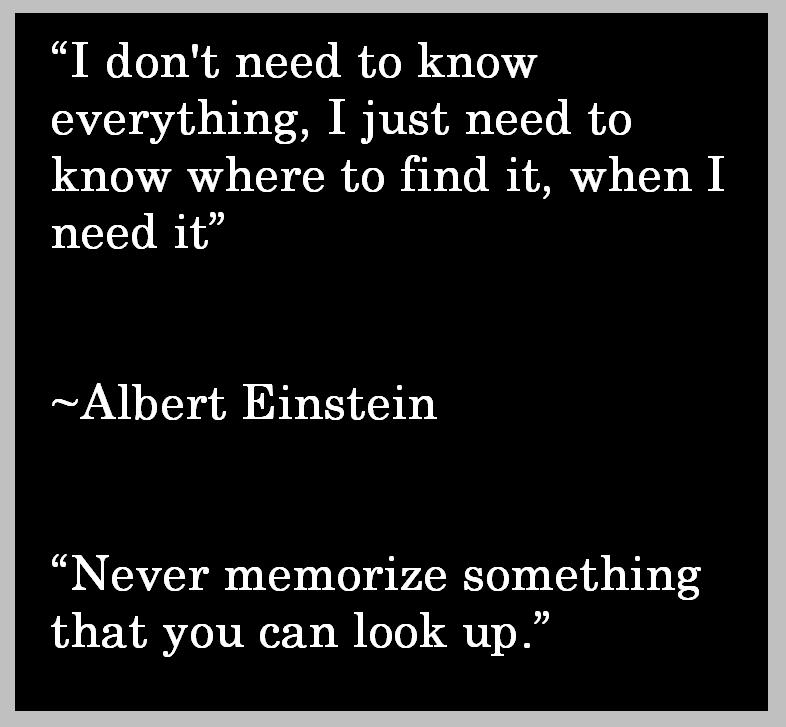 “I don't need to know
everything, I just need to
know where to find it, when I
need it”
~Albert Einstein
“Never memorize something
that you can look up.”